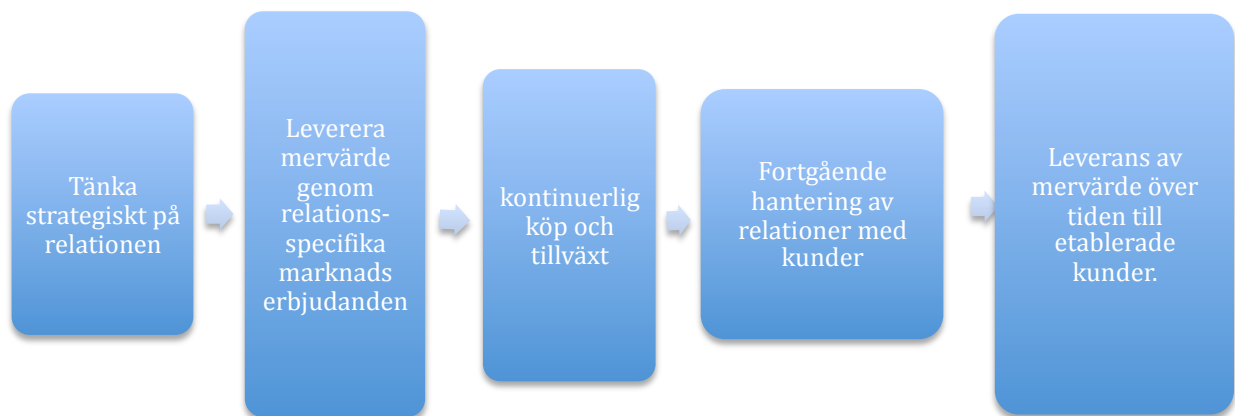 Tänka
strategiskt på
relationen
Leverera
mervärde
genom
relations-
specifika
marknads
erbjudanden
kontinuerlig
köp och
tillväxt
Fortgående
hantering av
relationer med
kunder
Leverans av
mervärde över
tiden till
etablerade
kunder.